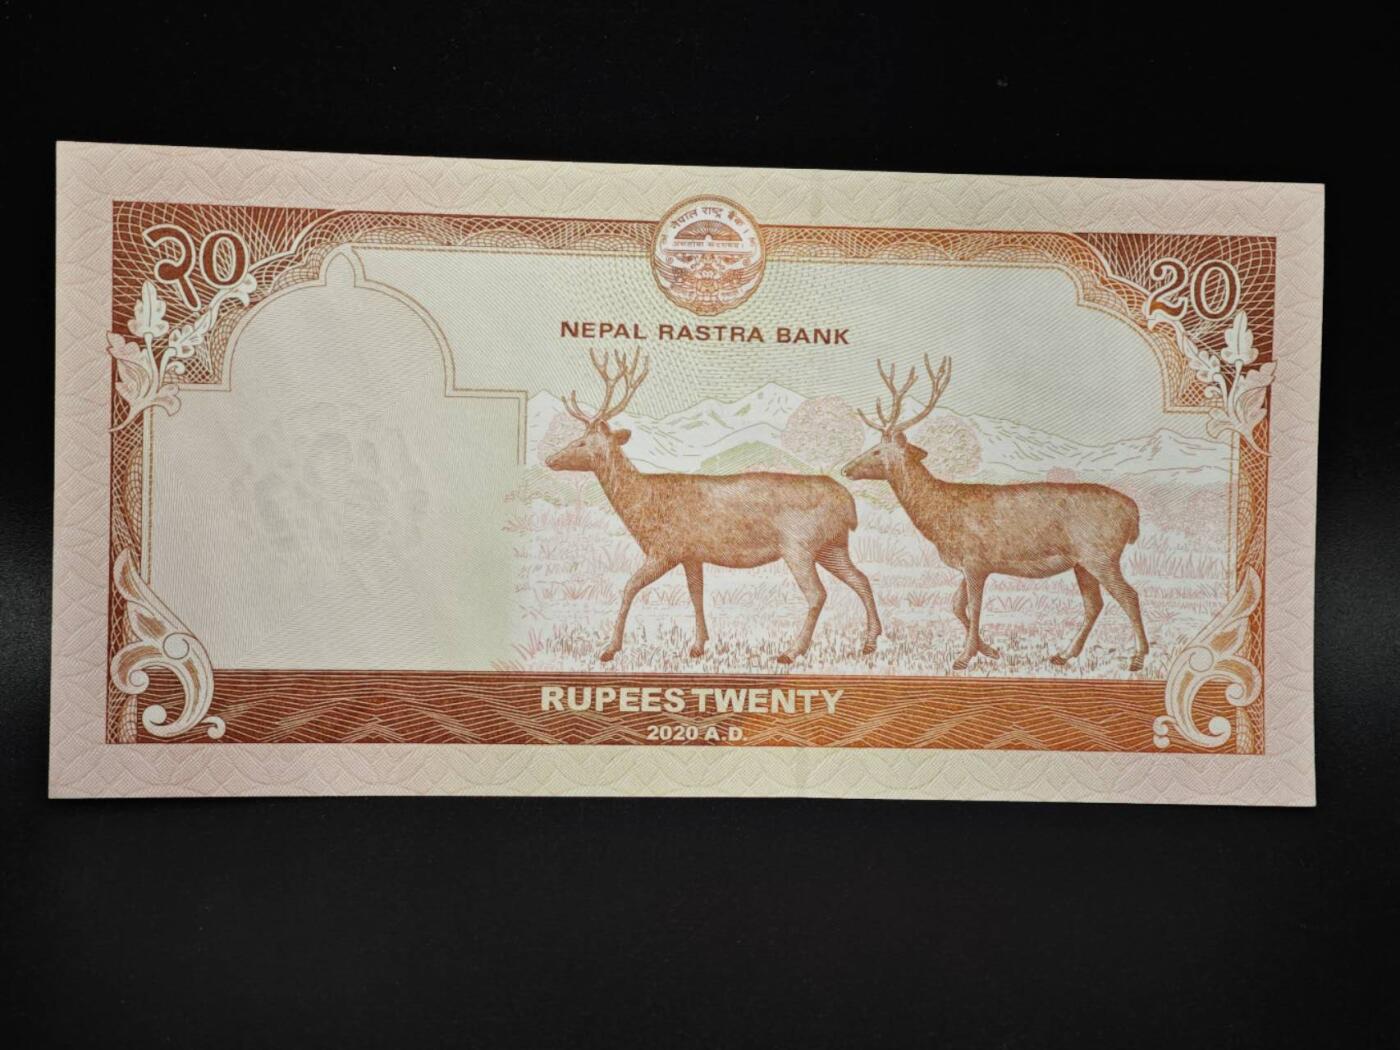 २०
नेपाल राष्ट्र बैंक
20
NEPAL RASTRA BANK
RUPEES TWENTY
2020 A.D.